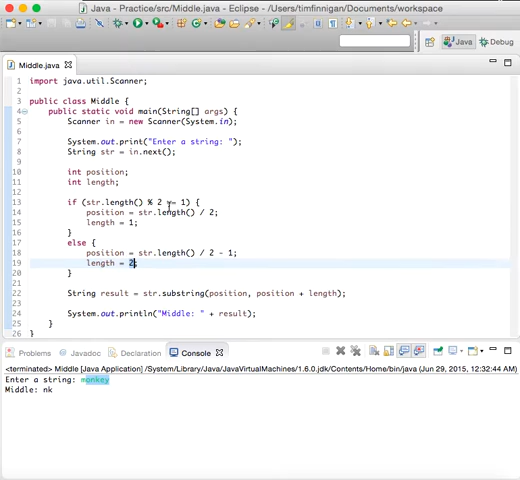 Java - Practice/src/Middle.java - Eclipse - /Users/timfinnigan/Documents/workspace
Java
Debug
Middle.java
1 import java.util.Scanner;
2
3 public class Middle {
4 public static void main(String[] args) {
5 Scanner in = new Scanner(System.in);
6
7 System.out.print("Enter a string: ");
8 String str = in.next();
9
10 int position;
11 int length;
12
13 if (str.length() % 2 == 1) {
14 position = str.length() / 2;
15 length = 1;
16 }
17 else {
18 position = str.length() / 2 - 1;
19 length = 2;
20 }
21
22 String result = str.substring(position, position + length);
23
24 System.out.println("Middle: " + result);
25 }
26 }
Problems
Javadoc
Declaration
Console
<terminated> Middle [Java Application] /System/Library/Java/JavaVirtualMachines/1.6.0.jdk/Contents/Home/bin/java (Jun 29, 2015, 12:32:44 AM)
Enter a string: monkey
Middle: nk